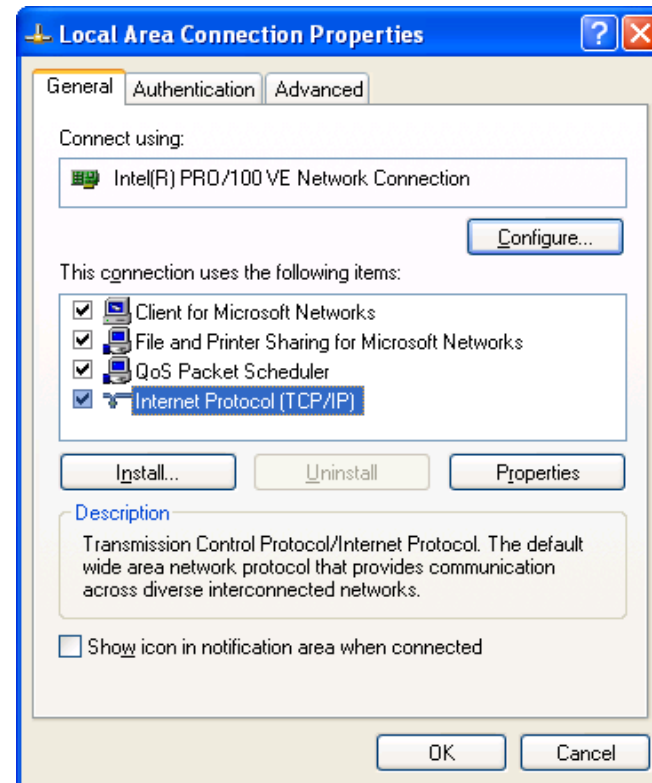 Local Area Connection Properties
General Authentication Advanced
Connect using:
Intel(R) PRO/100 VE Network Connection
Configure...
This connection uses the following items:
Client for Microsoft Networks
File and Printer Sharing for Microsoft Networks
QoS Packet Scheduler
Internet Protocol (TCP/IP)
Install... Uninstall Properties
Description
Transmission Control Protocol/Internet Protocol. The default
wide area network protocol that provides communication
across diverse interconnected networks.
Show icon in notification area when connected
OK Cancel